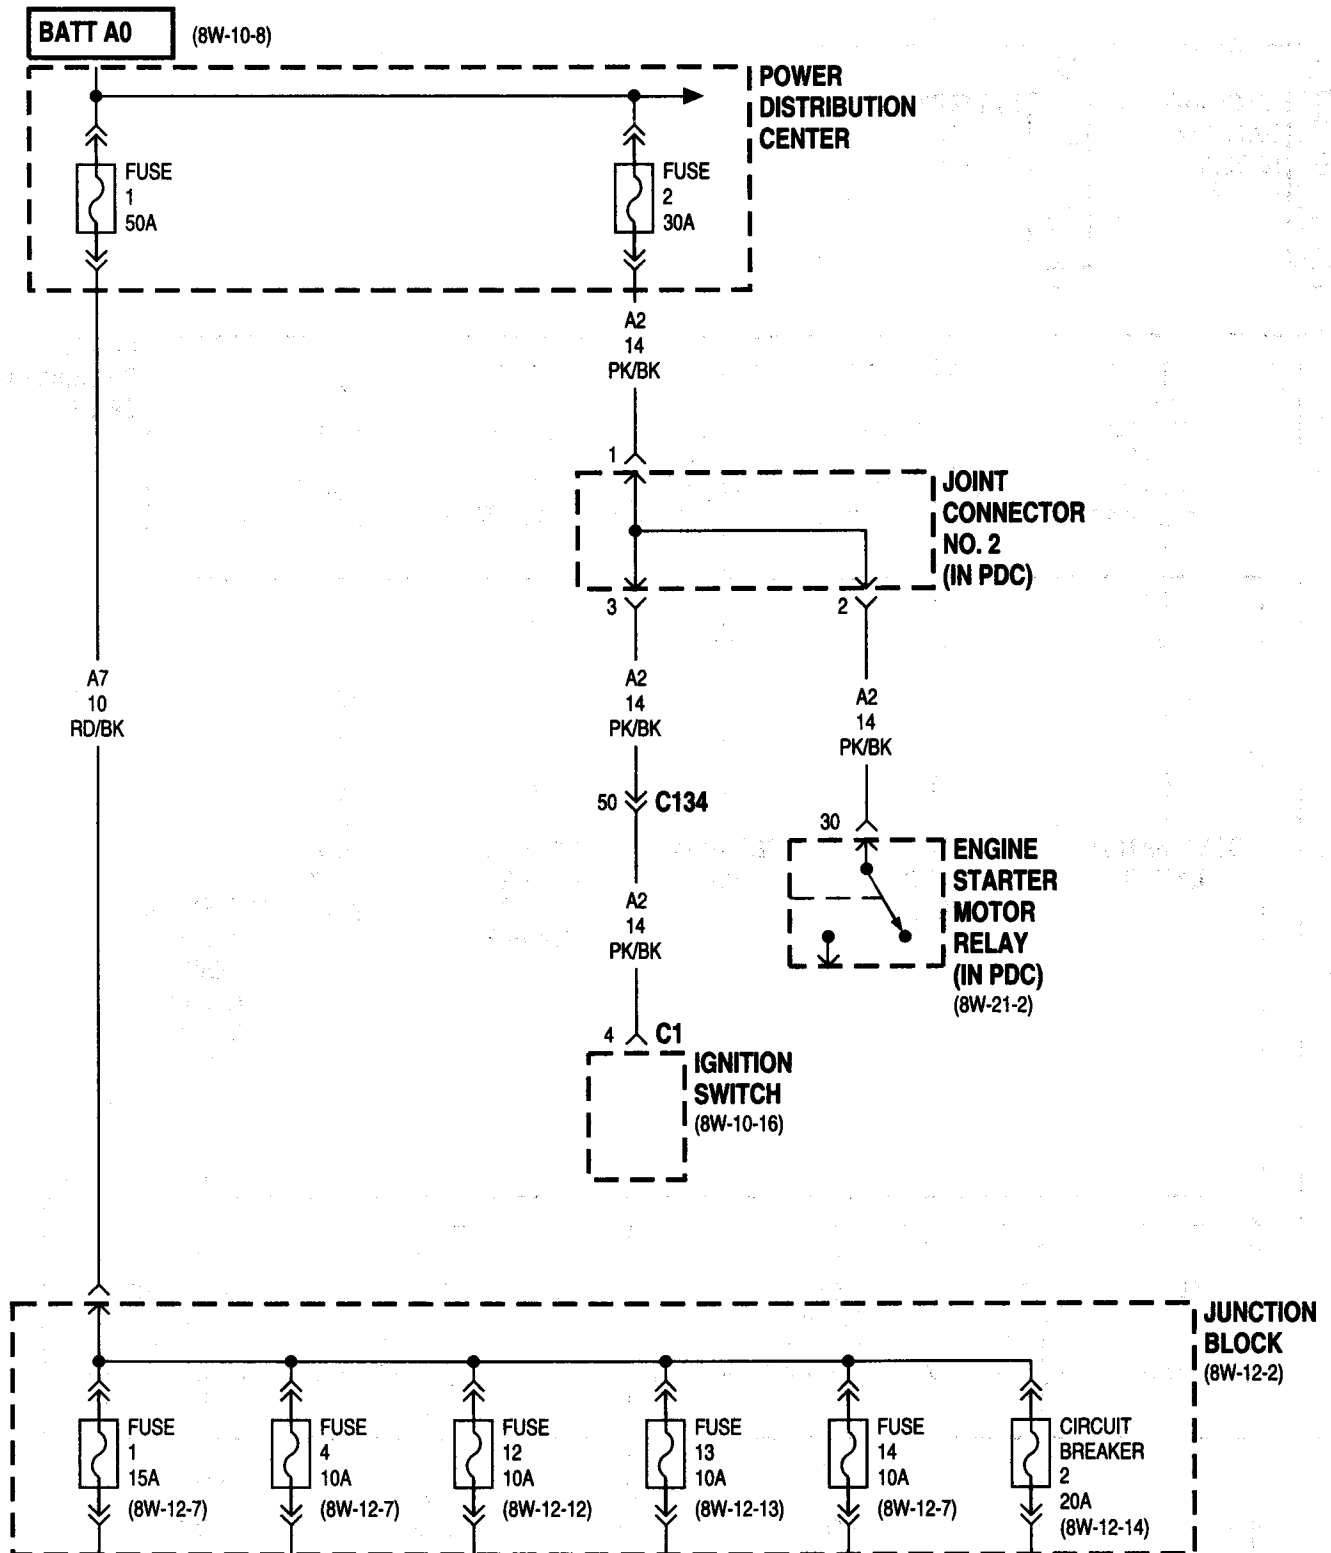 BATT A0
(8W-10-8)
POWER
DISTRIBUTION
CENTER
FUSE
1
50A
FUSE
2
30A
A2
14
PK/BK
1
JOINT
CONNECTOR
NO. 2
(IN PDC)
3
2
A7
10
RD/BK
A2
14
PK/BK
A2
14
PK/BK
50
C134
30
ENGINE
STARTER
MOTOR
RELAY
(IN PDC)
(8W-21-2)
A2
14
PK/BK
4
C1
IGNITION
SWITCH
(8W-10-16)
JUNCTION
BLOCK
(8W-12-2)
FUSE
1
15A
(8W-12-7)
FUSE
4
10A
(8W-12-7)
FUSE
12
10A
(8W-12-12)
FUSE
13
10A
(8W-12-13)
FUSE
14
10A
(8W-12-7)
CIRCUIT
BREAKER
2
20A
(8W-12-14)